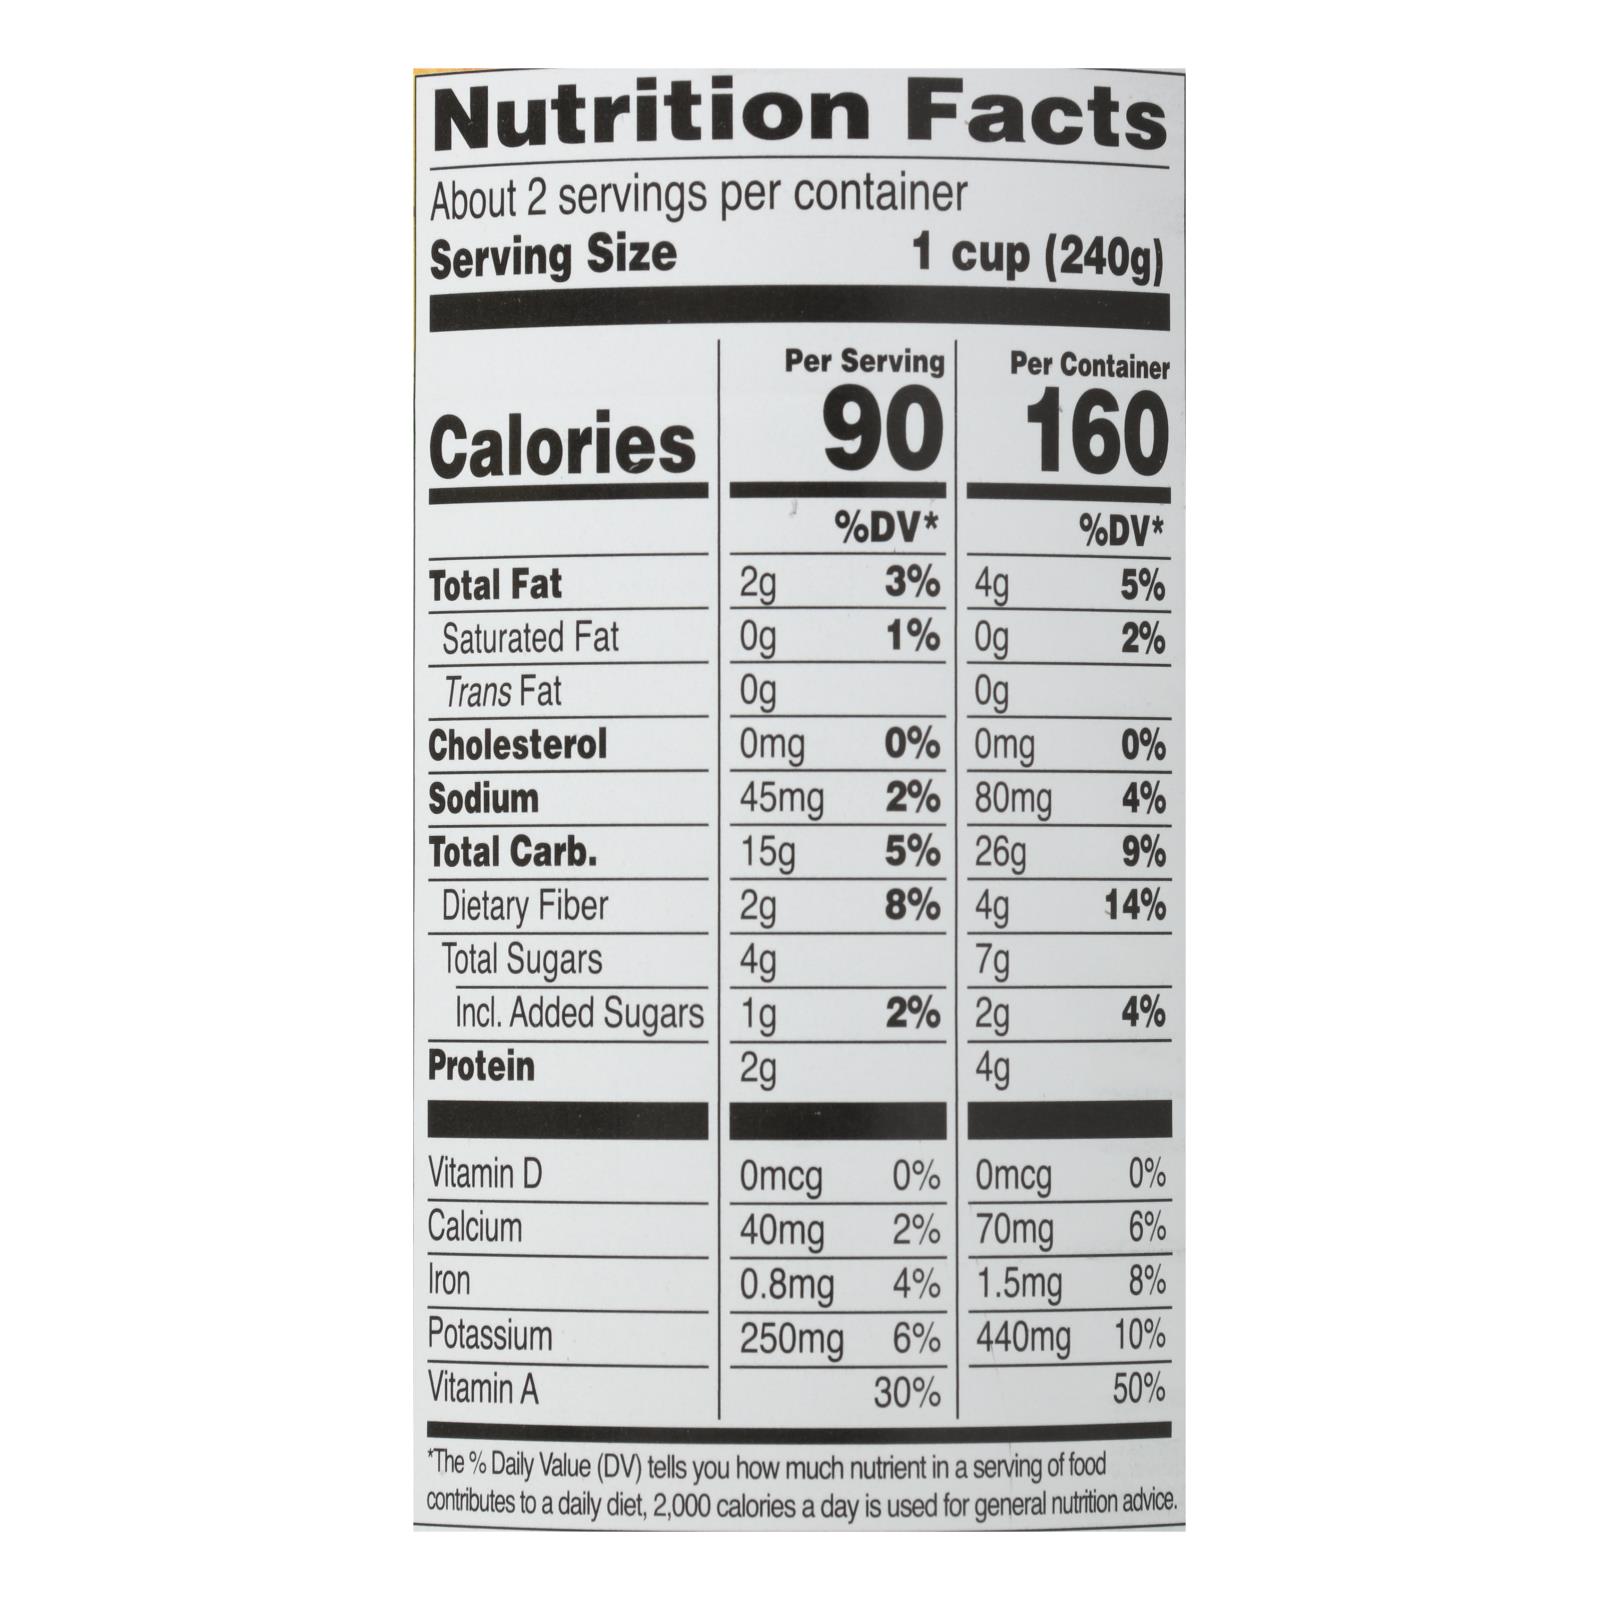 Nutrition Facts
About 2 servings per container
Serving Size 1 cup (240g)
Per Serving Per Container
Calories 90 160
%DV* %DV*
Total Fat 2g 3% 4g 5%
Saturated Fat 0g 1% 0g 2%
Trans Fat 0g 0g
Cholesterol 0mg 0% 0mg 0%
Sodium 45mg 2% 80mg 4%
Total Carb. 15g 5% 26g 9%
Dietary Fiber 2g 8% 4g 14%
Total Sugars 4g 7g
Incl. Added Sugars 1g 2% 2g 4%
Protein 2g 4g
Vitamin D 0mcg 0% 0mcg 0%
Calcium 40mg 2% 70mg 6%
Iron 0.8mg 4% 1.5mg 8%
Potassium 250mg 6% 440mg 10%
Vitamin A 30% 50%
*The % Daily Value (DV) tells you how much nutrient in a serving of food
contributes to a daily diet, 2,000 calories a day is used for general nutrition advice.